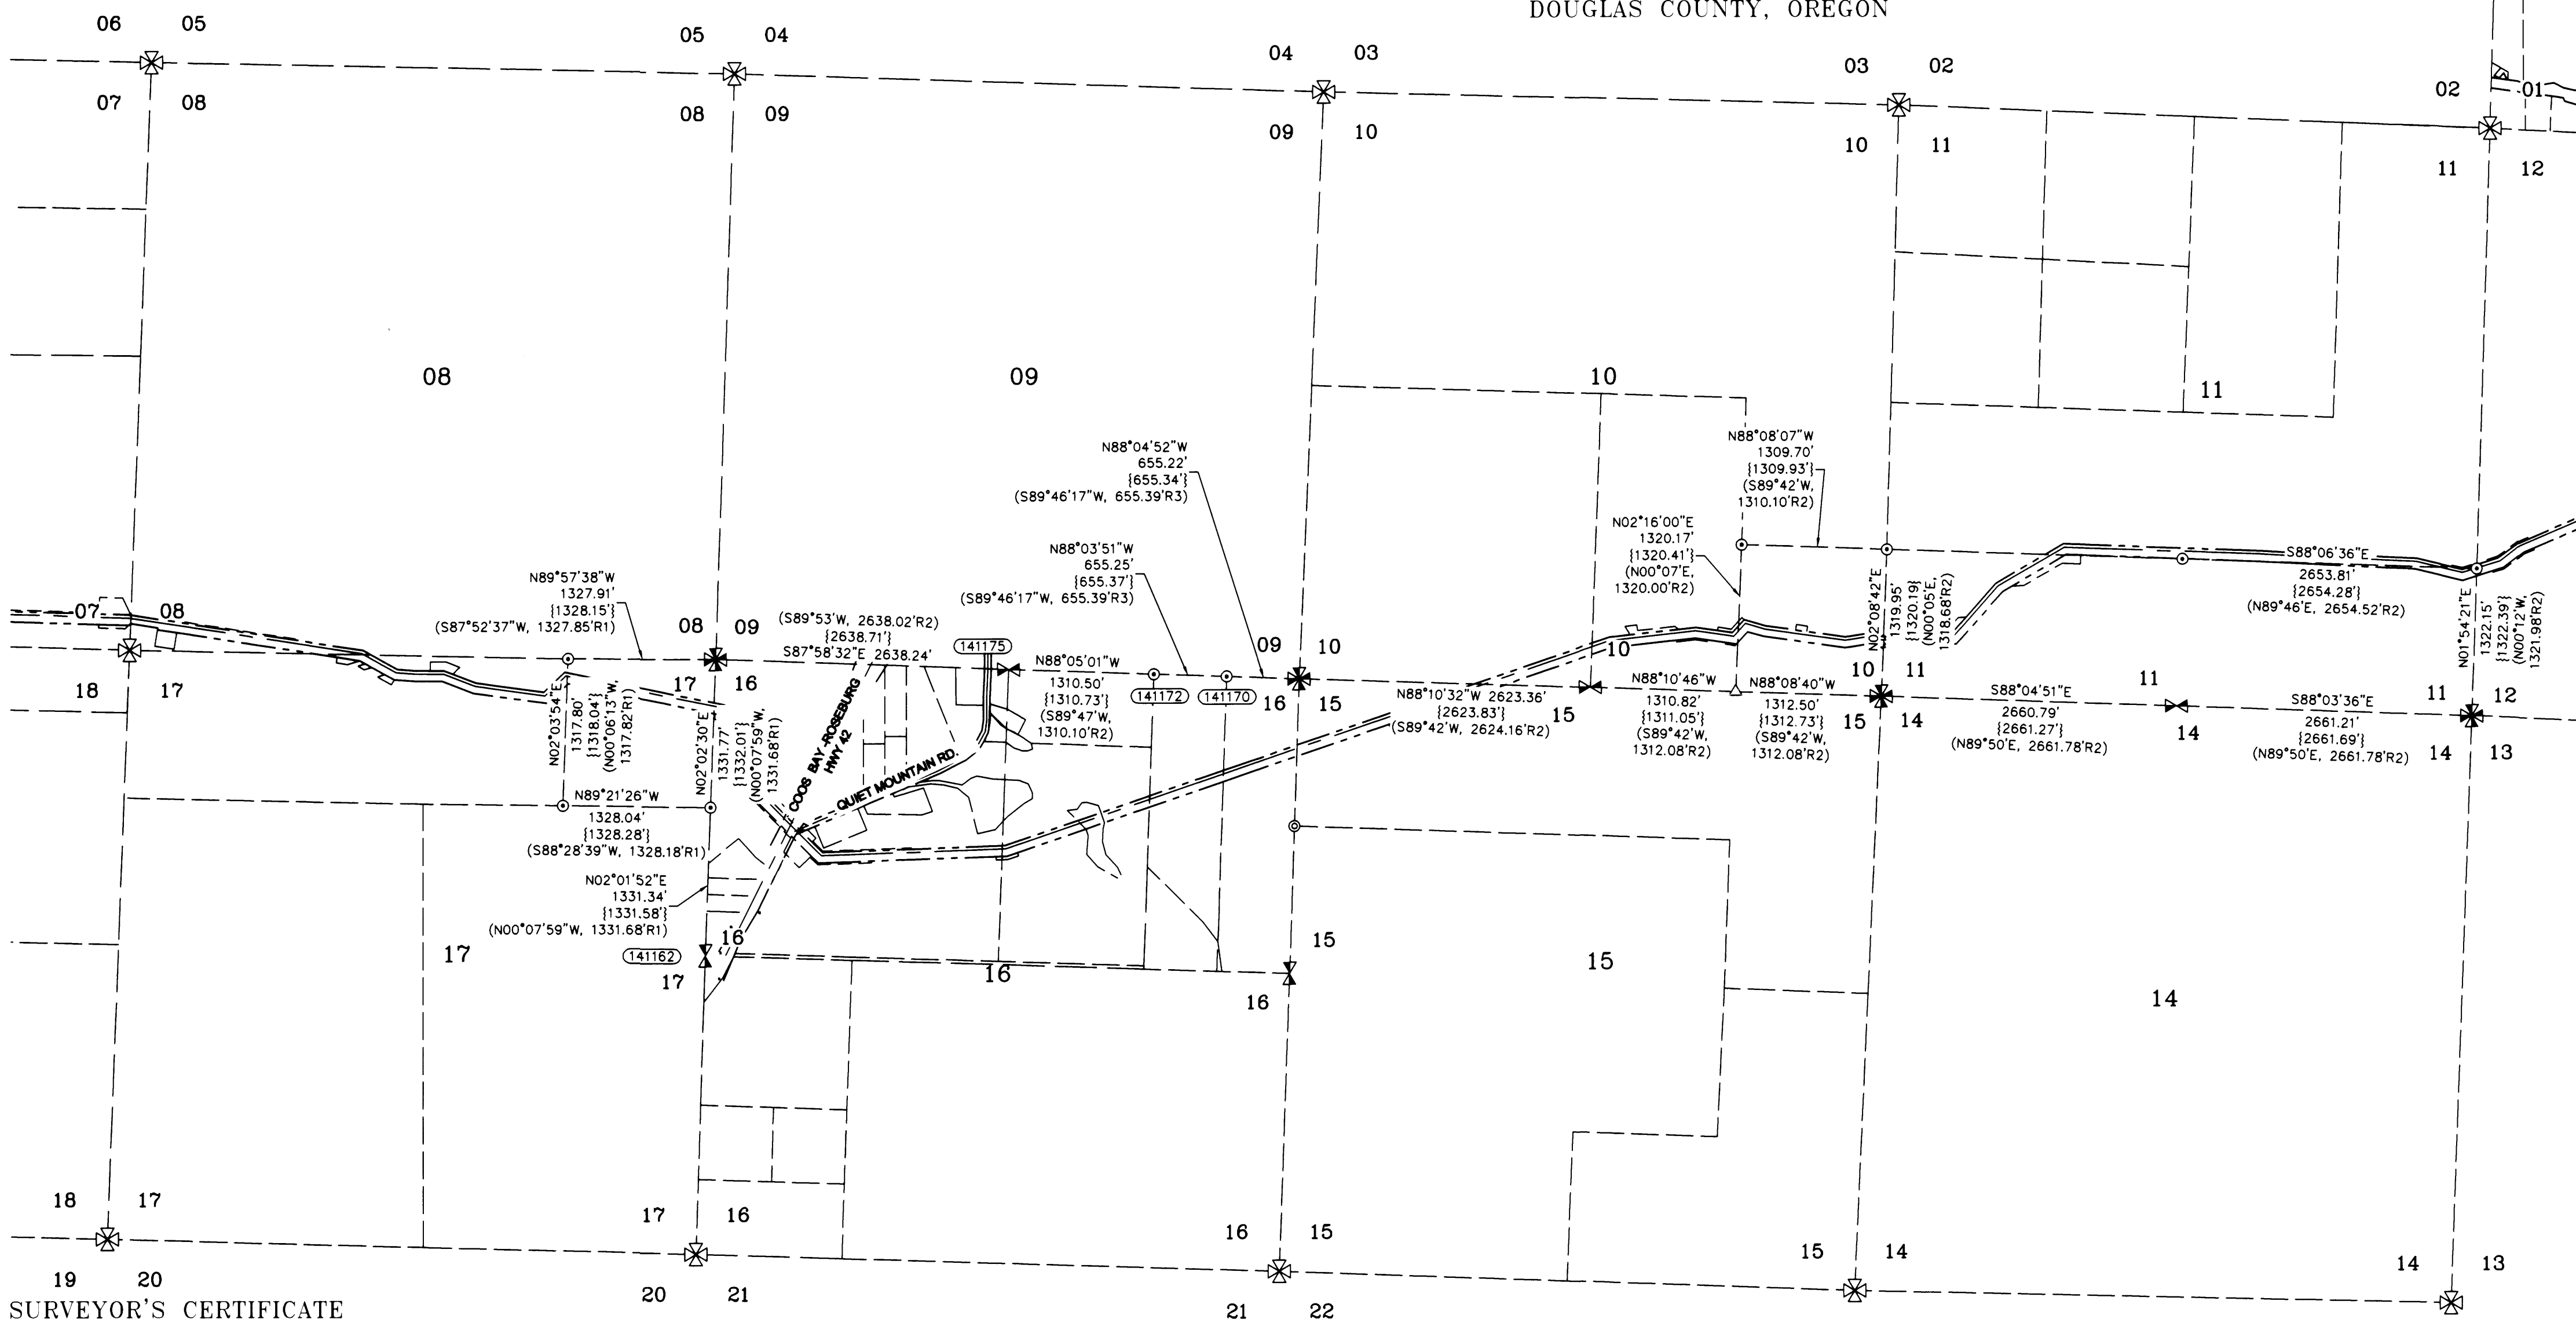 DOUGLAS COUNTY, OREGON
06 05
05 04
04 03
03 02
02
01
07 08
08 09
09 10
10 11
11 12
08
09
10
11
N88°04'52"W
655.22'
{655.34'}
(S89°46'17"W, 655.39'R3)
N88°08'07"W
1309.70'
{1309.93'}
(S89°42'W,
1310.10'R2)
N02°16'00"E
1320.17'
{1320.41'}
(N00°07'E,
1320.00'R2)
N88°03'51"W
655.25'
{655.37'}
(S89°46'17"W, 655.39'R3)
N89°57'38"W
1327.91'
{1328.15'}
(S87°52'37"W, 1327.85'R1)
S88°06'36"E
2653.81'
{2654.28'}
(N89°46'E, 2654.52'R2)
N02°08'42"E
1319.95'
{1320.19}
(N00°05'E,
1318.68'R2)
N01°54'21"E
1322.15'
{1322.39'}
(N00°12'W,
1321.98'R2)
07 08
08 09
(S89°53'W, 2638.02'R2)
{2638.71'}
S87°58'32"E 2638.24'
141175
09 10
10
18 17
17 16
N88°05'01"W
1310.50'
{1310.73'}
(S89°47'W,
1310.10'R2)
141172
141170
16 15
N88°10'32"W 2623.36'
{2623.83'}
(S89°42'W, 2624.16'R2)
15
N88°10'46"W
1310.82'
{1311.05'}
(S89°42'W,
1312.08'R2)
N88°08'40"W
1312.50'
{1312.73'}
(S89°42'W,
1312.08'R2)
10 11
15 14
S88°04'51"E
2660.79'
{2661.27'}
(N89°50'E, 2661.78'R2)
11
14
S88°03'36"E
2661.21'
{2661.69'}
(N89°50'E, 2661.78'R2)
11 12
14 13
N02°03'54"E
1317.80'
{1318.04'}
(N00°06'13"W,
1317.82'R1)
N02°02'30"E
1331.77'
{1332.01'}
(N00°07'59"W,
1331.68'R1)
COOS BAY-ROSEBURG
HWY 42
QUIET MOUNTAIN RD.
N89°21'26"W
1328.04'
{1328.28'}
(S88°28'39"W, 1328.18'R1)
N02°01'52"E
1331.34'
{1331.58'}
(N00°07'59"W, 1331.68'R1)
141162
16
17
17
16
15
16
15
14
18 17
17 16
16 15
15 14
14 13
19 20
20 21
21 22
SURVEYOR'S CERTIFICATE